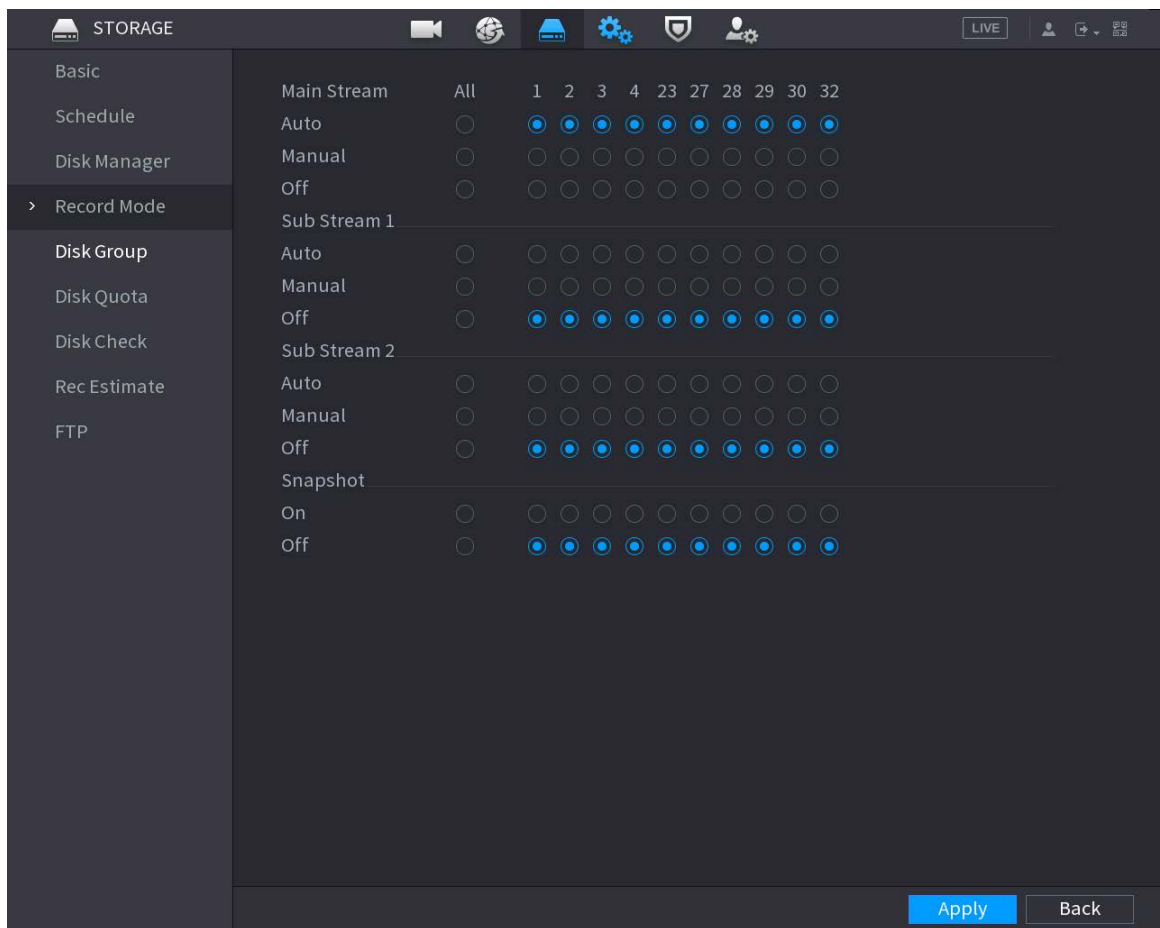 STORAGE LIVE
Basic
Schedule
Disk Manager
Record Mode
Disk Group
Disk Quota
Disk Check
Rec Estimate
FTP
Main Stream All 1 2 3 4 23 27 28 29 30 32
Auto
Manual
Off
Sub Stream 1
Auto
Manual
Off
Sub Stream 2
Auto
Manual
Off
Snapshot
On
Off
Apply Back